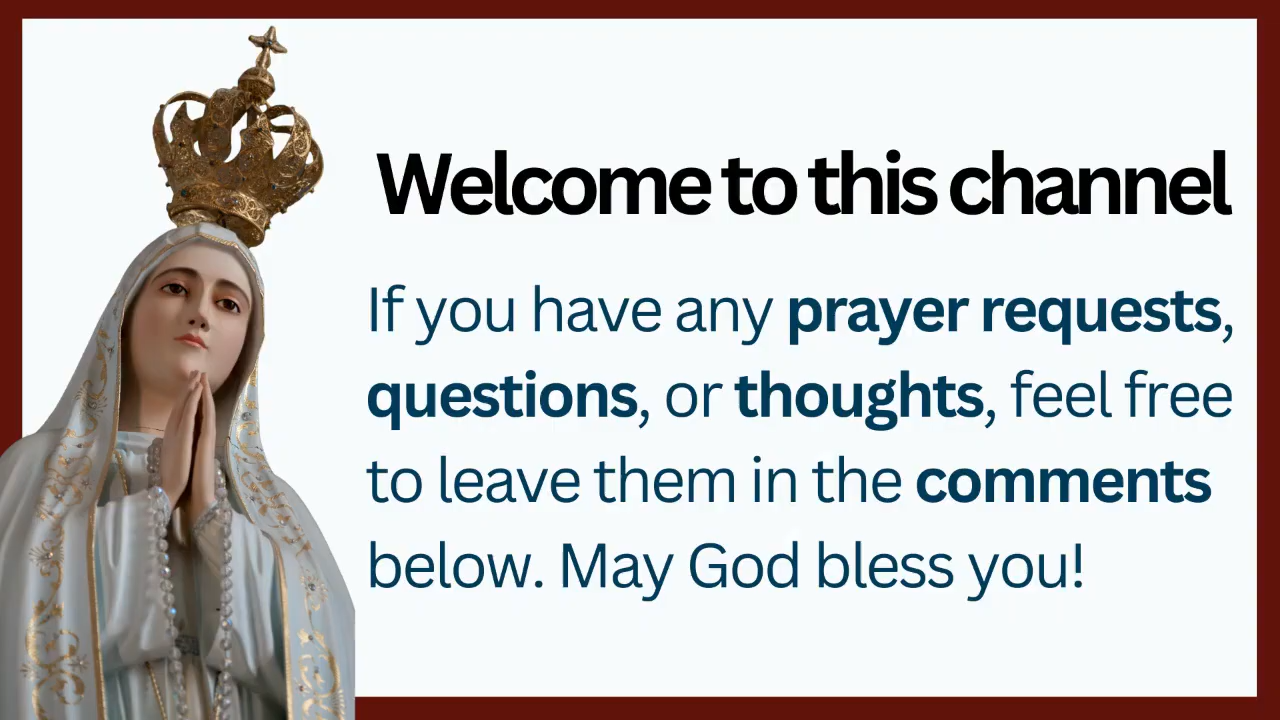 Welcome to this channel
If you have any prayer requests,
questions, or thoughts, feel free
to leave them in the comments
below. May God bless you!